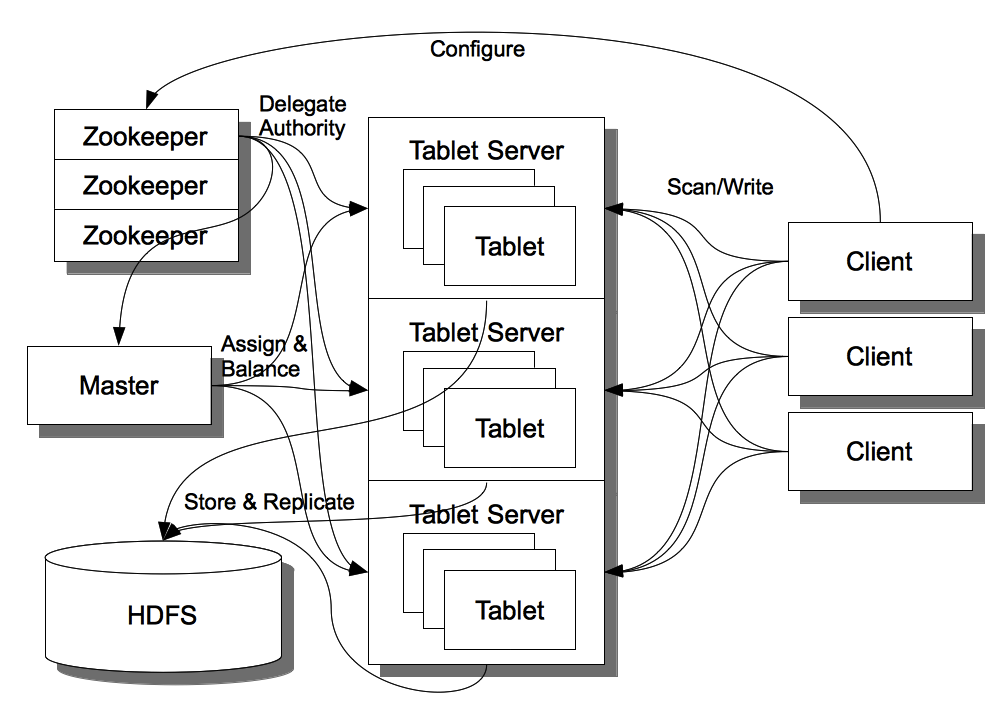 Configure
Delegate
Authority
Zookeeper
Zookeeper
Zookeeper
Tablet Server
Tablet
Scan/Write
Client
Assign &
Balance
Master
Tablet Server
Tablet
Client
Client
Store & Replicate
Tablet Server
Tablet
HDFS